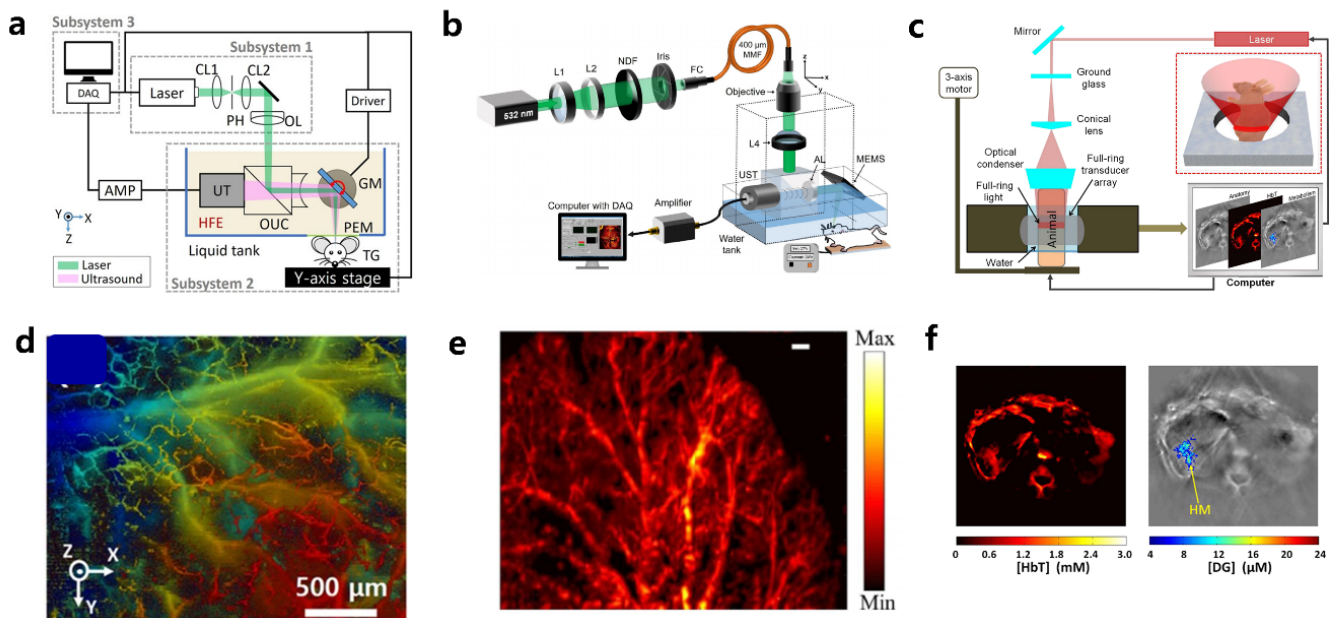 a
Subsystem 3
DAQ
Subsystem 1
CL1
CL2
Laser
PH
OL
Driver
AMP
UT
HFE
OUC
GM
PEM
Liquid tank
TG
X
Z
Laser
Ultrasound
Y-axis stage
Subsystem 2
b
532 nm
L1
L2
NDF
Iris
FC
400 µm
MMF
Objective
z
x
y
L4
UST
AL
MEMS
Amplifier
Computer with DAQ
Water
tank
c
Mirror
Laser
3-axis
motor
Ground
glass
Conical
lens
Optical
condenser
Full-ring
light
Full-ring
transducer
array
Animal
Water
Anatomy
HbT
Metabolism
Computer
d
Z
X
Y
500 µm
e
Max
Min
f
HM
0 0.6 1.2 1.8 2.4 3.0
[HbT] (mM)
4 8 12 16 20 24
[DG] (µM)